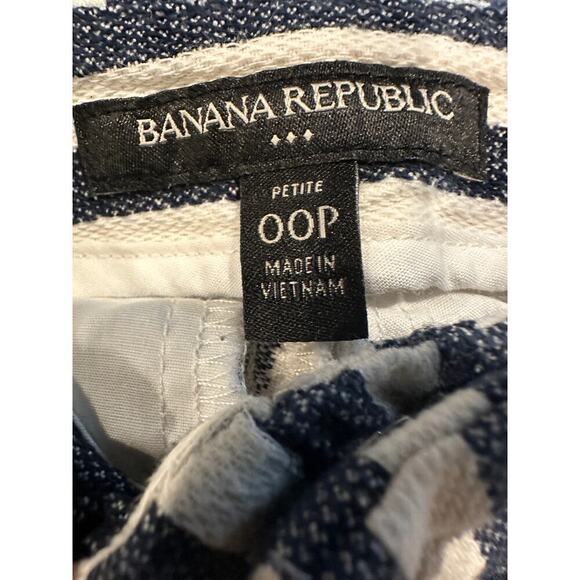 BANANA REPUBLIC
PETITE
00P
MADE IN
VIETNAM